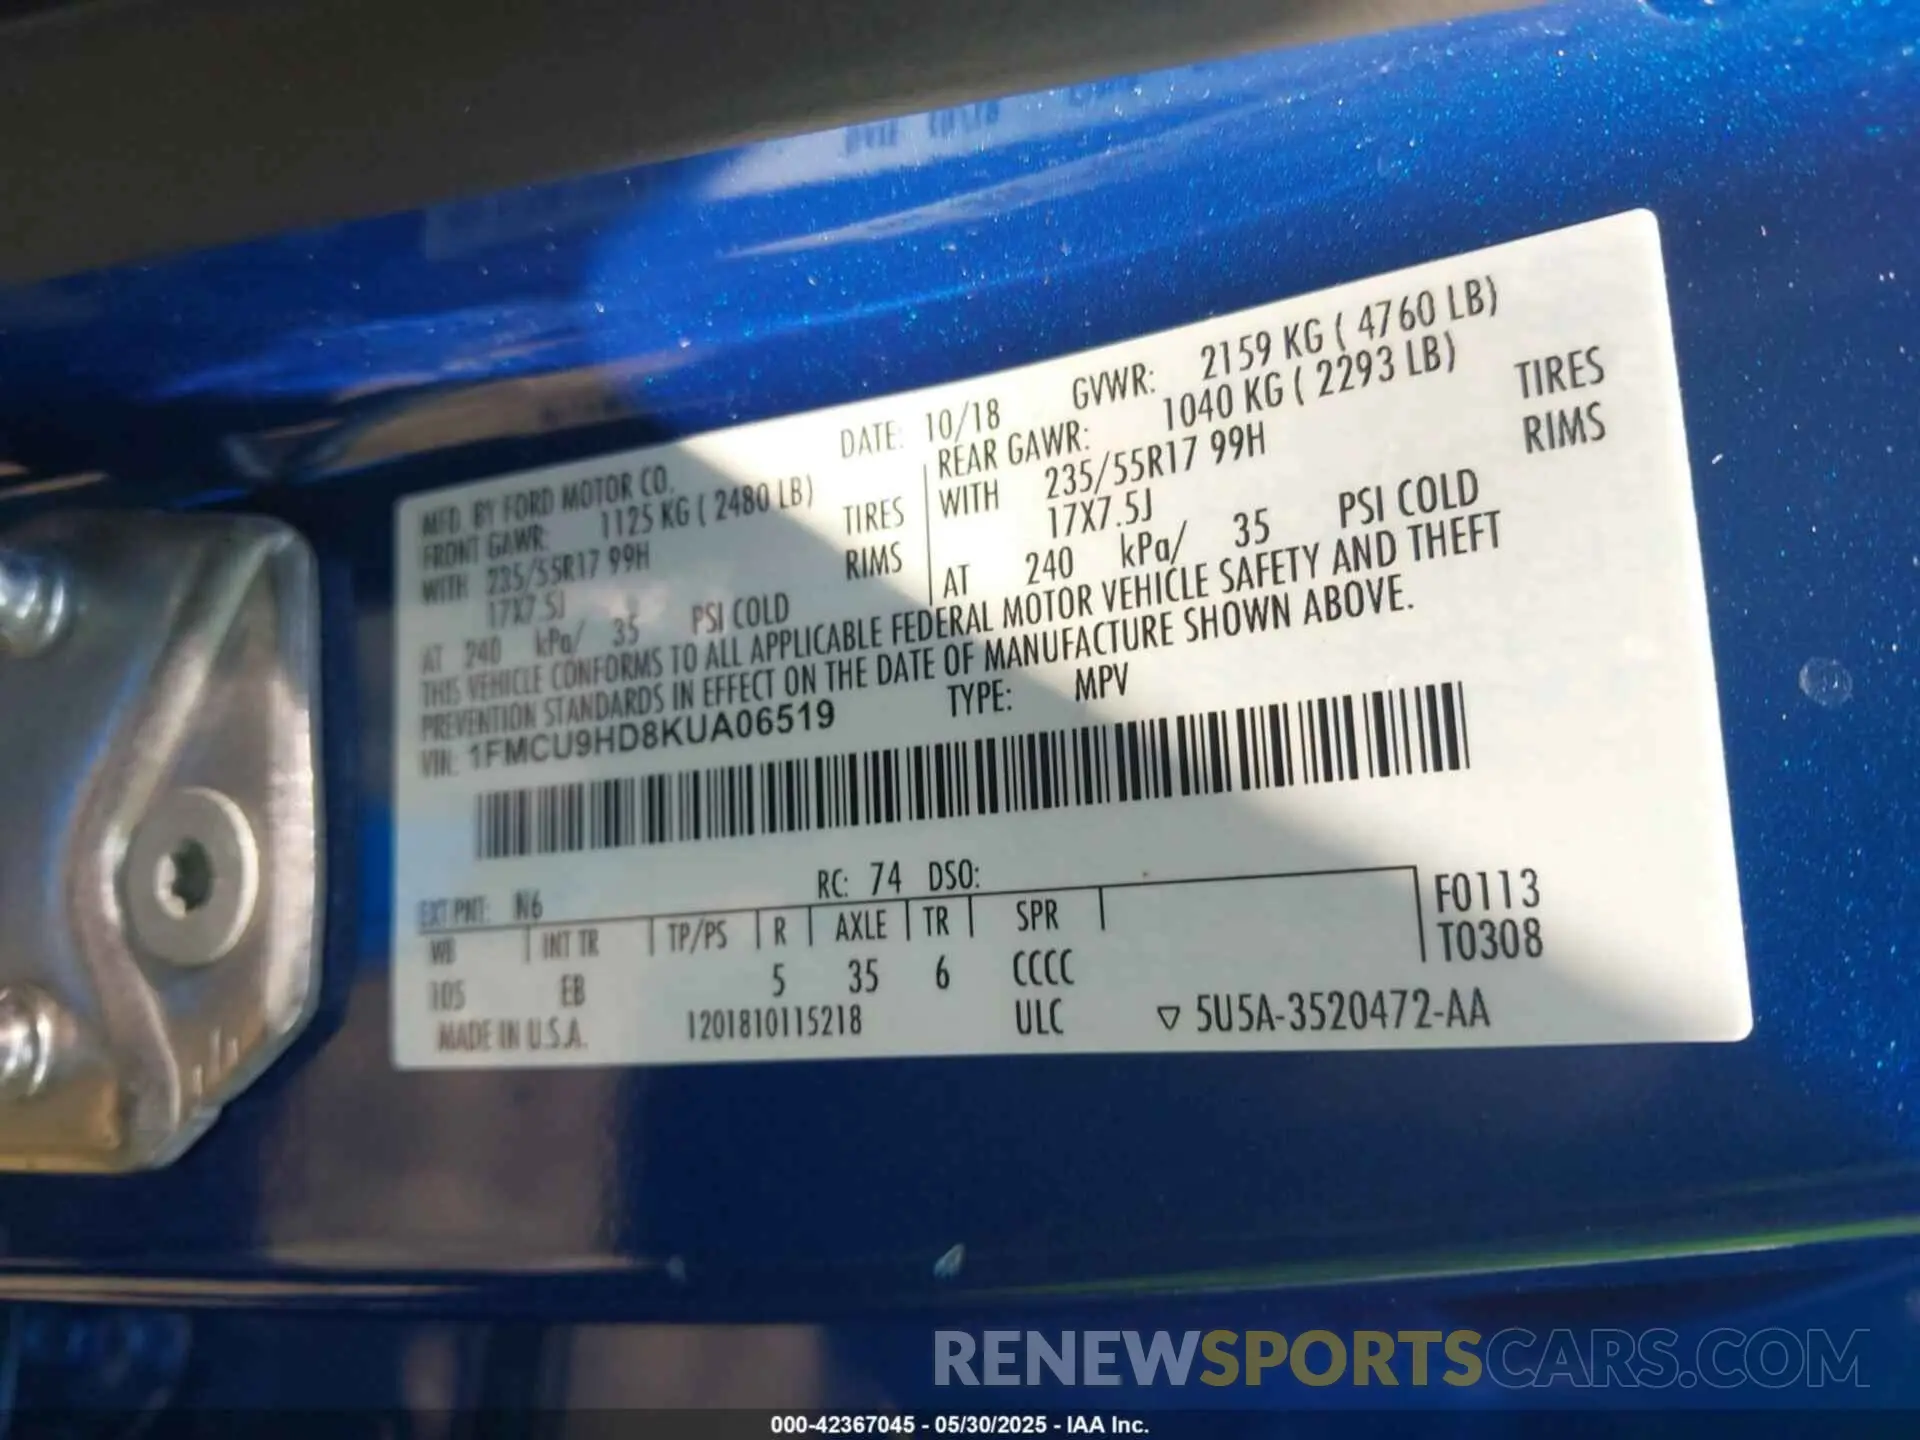 MFD. BY FORD MOTOR CO. DATE: 10/18 GVWR: 2159 KG ( 4760 LB)
FRONT GAWR: 1125 KG ( 2480 LB) REAR GAWR: 1040 KG ( 2293 LB)
WITH 235/55R17 99H TIRES WITH 235/55R17 99H TIRES
17X7.5J RIMS 17X7.5J RIMS
AT 240 kPa/ 35 PSI COLD AT 240 kPa/ 35 PSI COLD
THIS VEHICLE CONFORMS TO ALL APPLICABLE FEDERAL MOTOR VEHICLE SAFETY AND THEFT
PREVENTION STANDARDS IN EFFECT ON THE DATE OF MANUFACTURE SHOWN ABOVE.
VIN: 1FMCU9HD8KUA06519 TYPE: MPV
EXT PNT: N6 RC: 74 DSO:
WB INT TR TP/PS R AXLE TR SPR F0113
105 EB 5 35 6 CCCC T0308
MADE IN U.S.A. 1201810115218 ULC ▽ 5U5A-3520472-AA
RENEWSPORTSCARS.COM
000-42367045 - 05/30/2025 - IAA Inc.